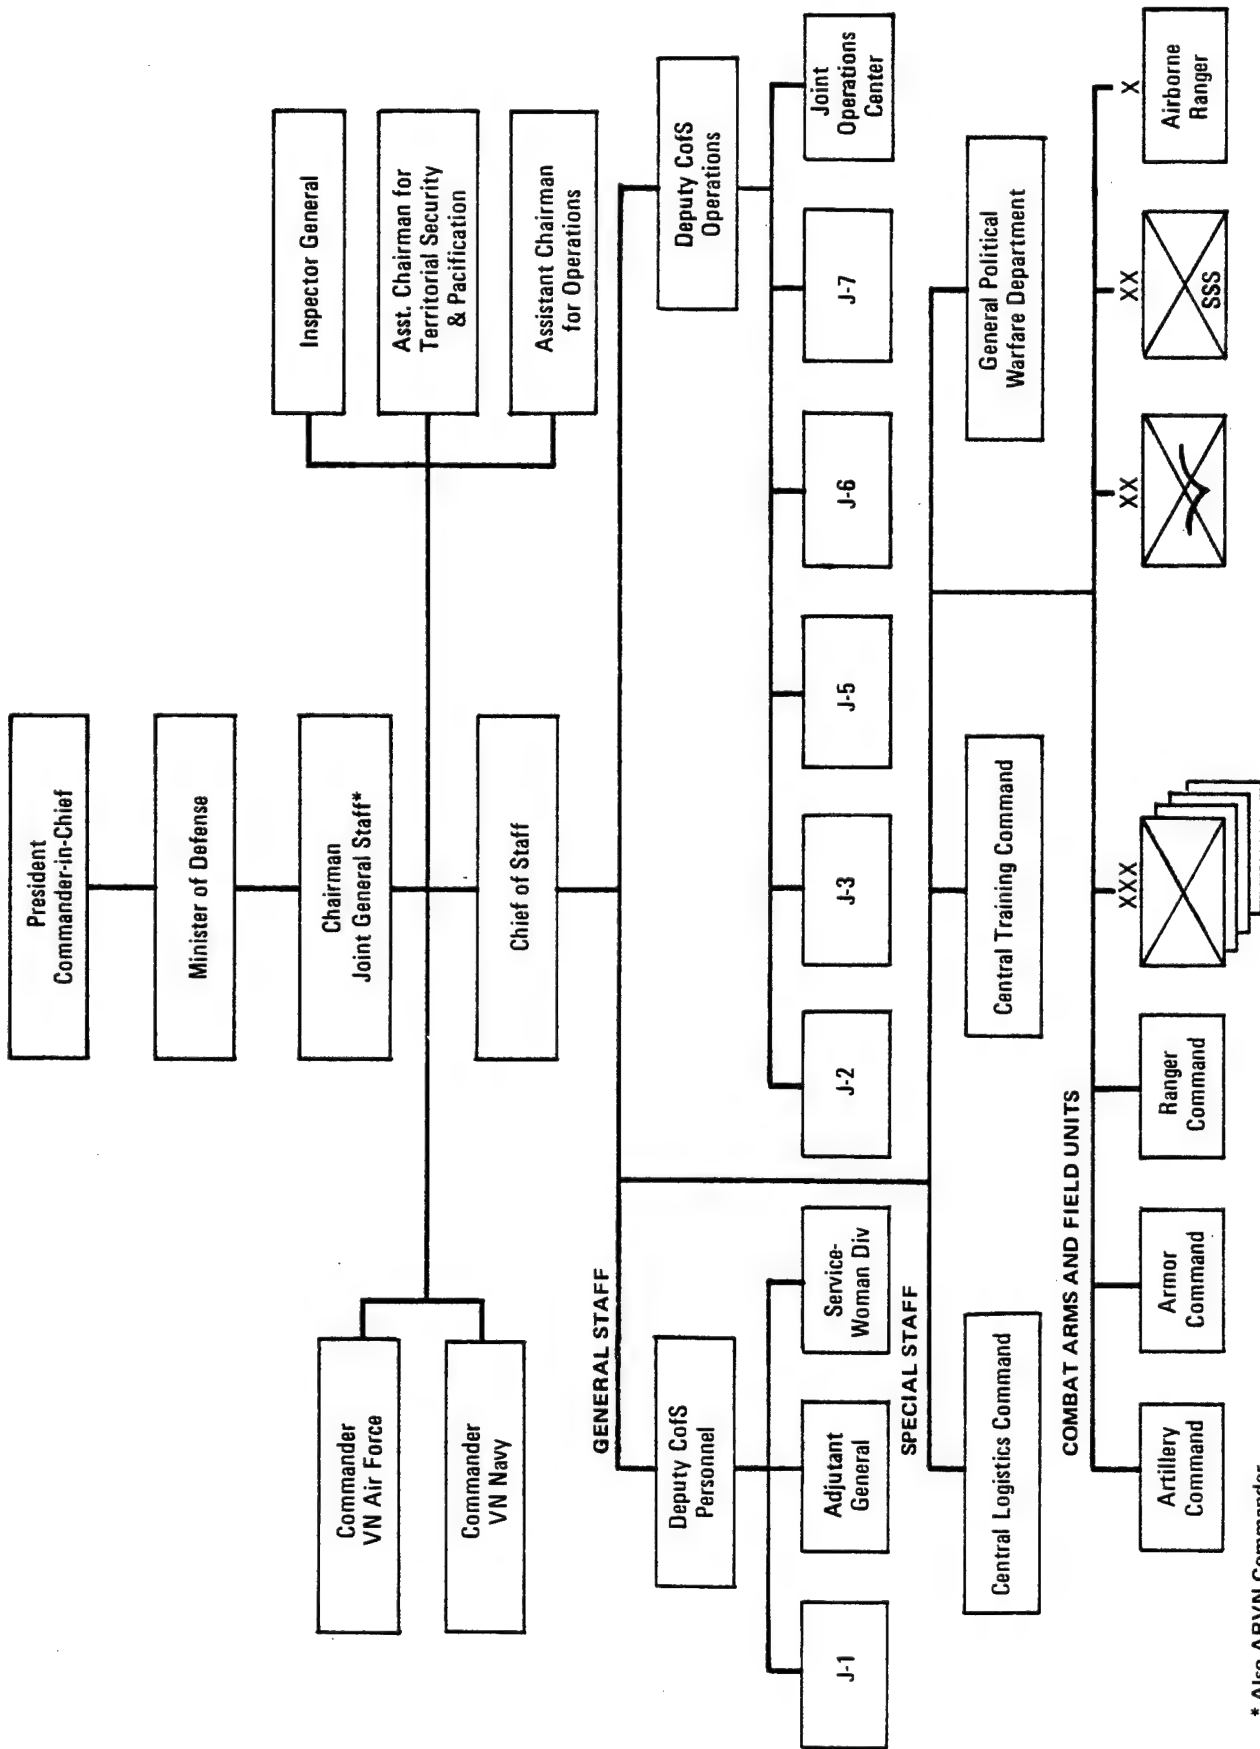 President
Commander-in-Chief
Minister of Defense
Chairman
Joint General Staff*
Commander
VN Air Force
Commander
VN Navy
Inspector General
Asst. Chairman for
Territorial Security
& Pacification
Assistant Chairman
for Operations
Chief of Staff
GENERAL STAFF
Deputy CofS
Personnel
Deputy CofS
Operations
J-1
Adjutant
General
Service-
Woman Div
J-2
J-3
J-5
J-6
J-7
Joint
Operations
Center
SPECIAL STAFF
Central Logistics Command
Central Training Command
General Political
Warfare Department
COMBAT ARMS AND FIELD UNITS
Artillery
Command
Armor
Command
Ranger
Command
XXX
XX
XX
SSS
X
Airborne
Ranger
* Also ARVN Commander